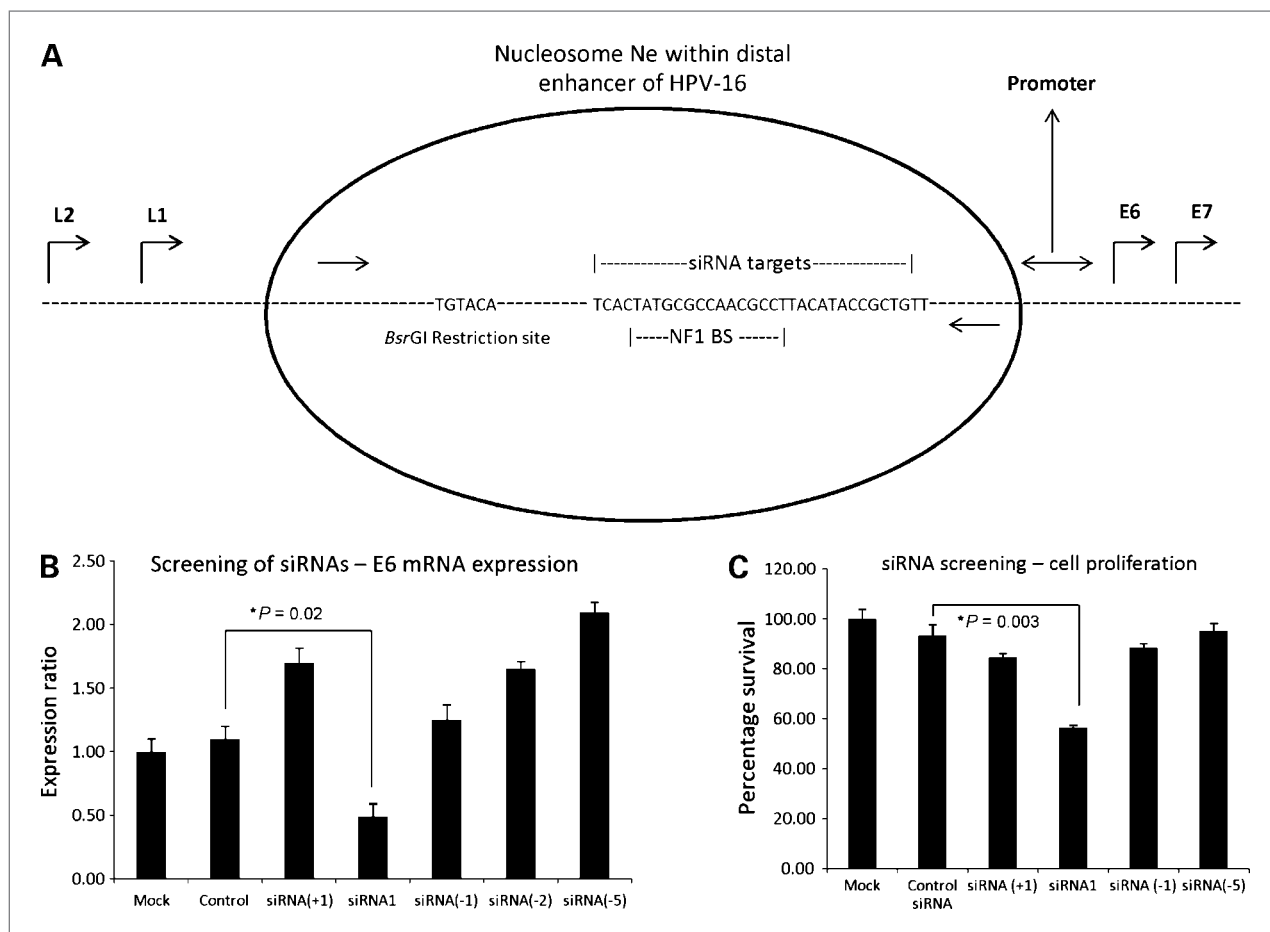 A
Nucleosome Ne within distal
enhancer of HPV-16
Promoter
L2
L1
E6
E7
|------------siRNA targets-------------|
TGTACA
TCACTATGCGCCAACGCCTTACATACCGCTGTT
BsrGI Restriction site
|-----NF1 BS ------|
B
Screening of siRNAs – E6 mRNA expression
Expression ratio
2.50
2.00
1.50
1.00
0.50
0.00
*P = 0.02
Mock
Control
siRNA(+1)
siRNA1
siRNA(-1)
siRNA(-2)
siRNA(-5)
C
siRNA screening – cell proliferation
Percentage survival
120.00
100.00
80.00
60.00
40.00
20.00
0.00
*P = 0.003
Mock
Control
siRNA
siRNA (+1)
siRNA1
siRNA (-1)
siRNA(-5)